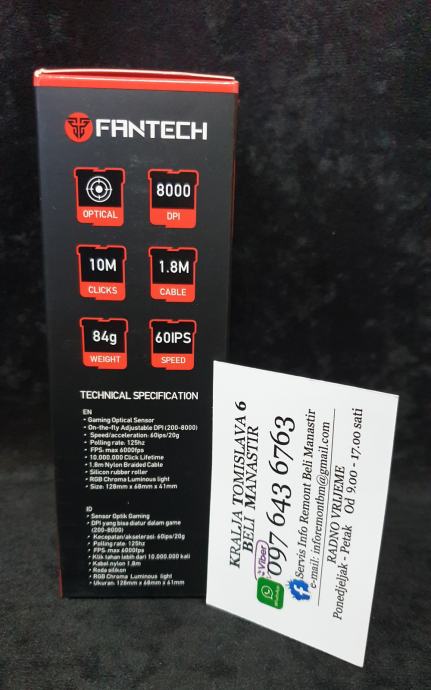 FANTECH
OPTICAL
8000
DPI
10M
CLICKS
1.8M
CABLE
84g
WEIGHT
60IPS
SPEED
TECHNICAL SPECIFICATION
EN
• Gaming Optical Sensor
• On-the-fly Adjustable DPI (200-8000)
• Speed/acceleration: 60ips/20g
• Polling rate: 125hz
• FPS: max 6000fps
• 10.000.000 Click Lifetime
• 1.8m Nylon Braided Cable
• Silicon rubber roller
• RGB Chroma Luminous light
• Size: 128mm x 68mm x 41mm
ID
• Sensor Optik Gaming
• DPI yang bisa diatur dalam game
(200-8000)
• Kecepatan/akselerasi: 60ips/20g
• Polling rate: 125hz
• FPS: max 6000fps
• Klik tahan lebih dari 10.000.000 kali
• Kabel nylon 1.8m
• Roda silikon
• RGB Chroma Luminous light
• Ukuran: 128mm x 68mm x 41mm
KRALJA TOMISLAVA 6
BELI MANASTIR
Viber
WhatsApp
097 643 6763
Servis Info Remont Beli Manastir
e-mail: inforemontbm@gmail.com
RADNO VRIJEME
Ponedjeljak - Petak Od 9.00 - 17.00 sati